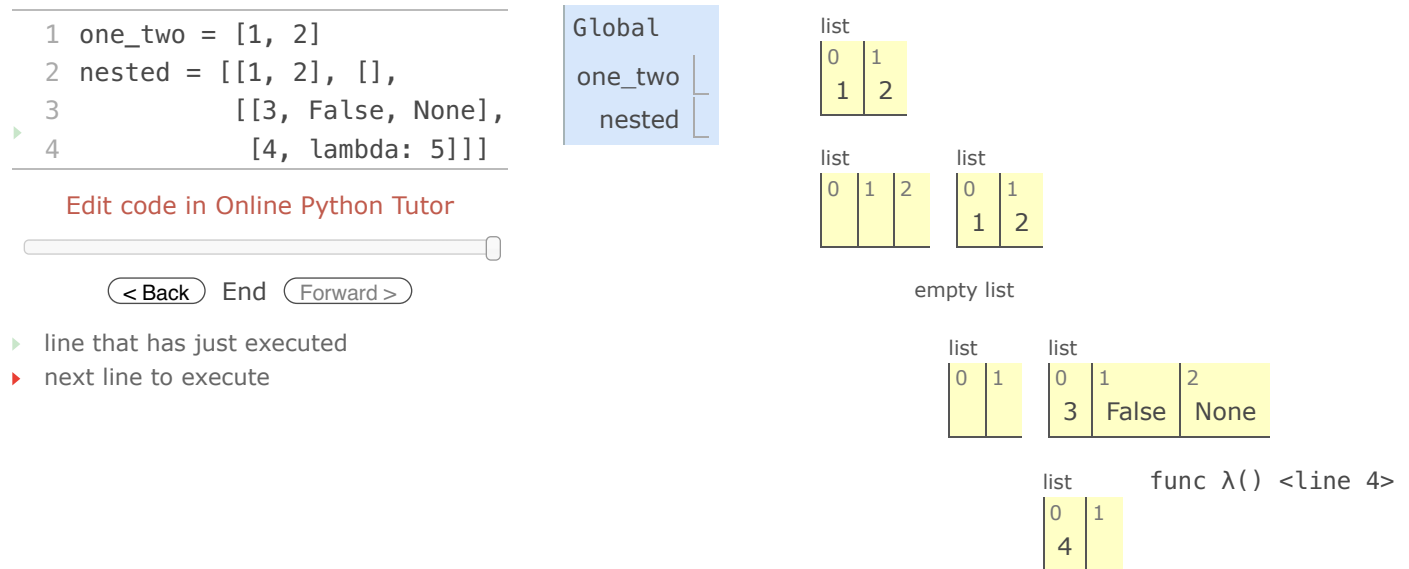 1 one_two = [1, 2]
2 nested = [[1, 2], [],
3 [[3, False, None],
4 [4, lambda: 5]]]
Edit code in Online Python Tutor
< Back End Forward >
line that has just executed
next line to execute
Global
one_two
nested
list
0 1
1 2
list list
0 1 2 0 1
1 2
empty list
list list
0 1 0 1 2
3 False None
list func λ() <line 4>
0 1
4